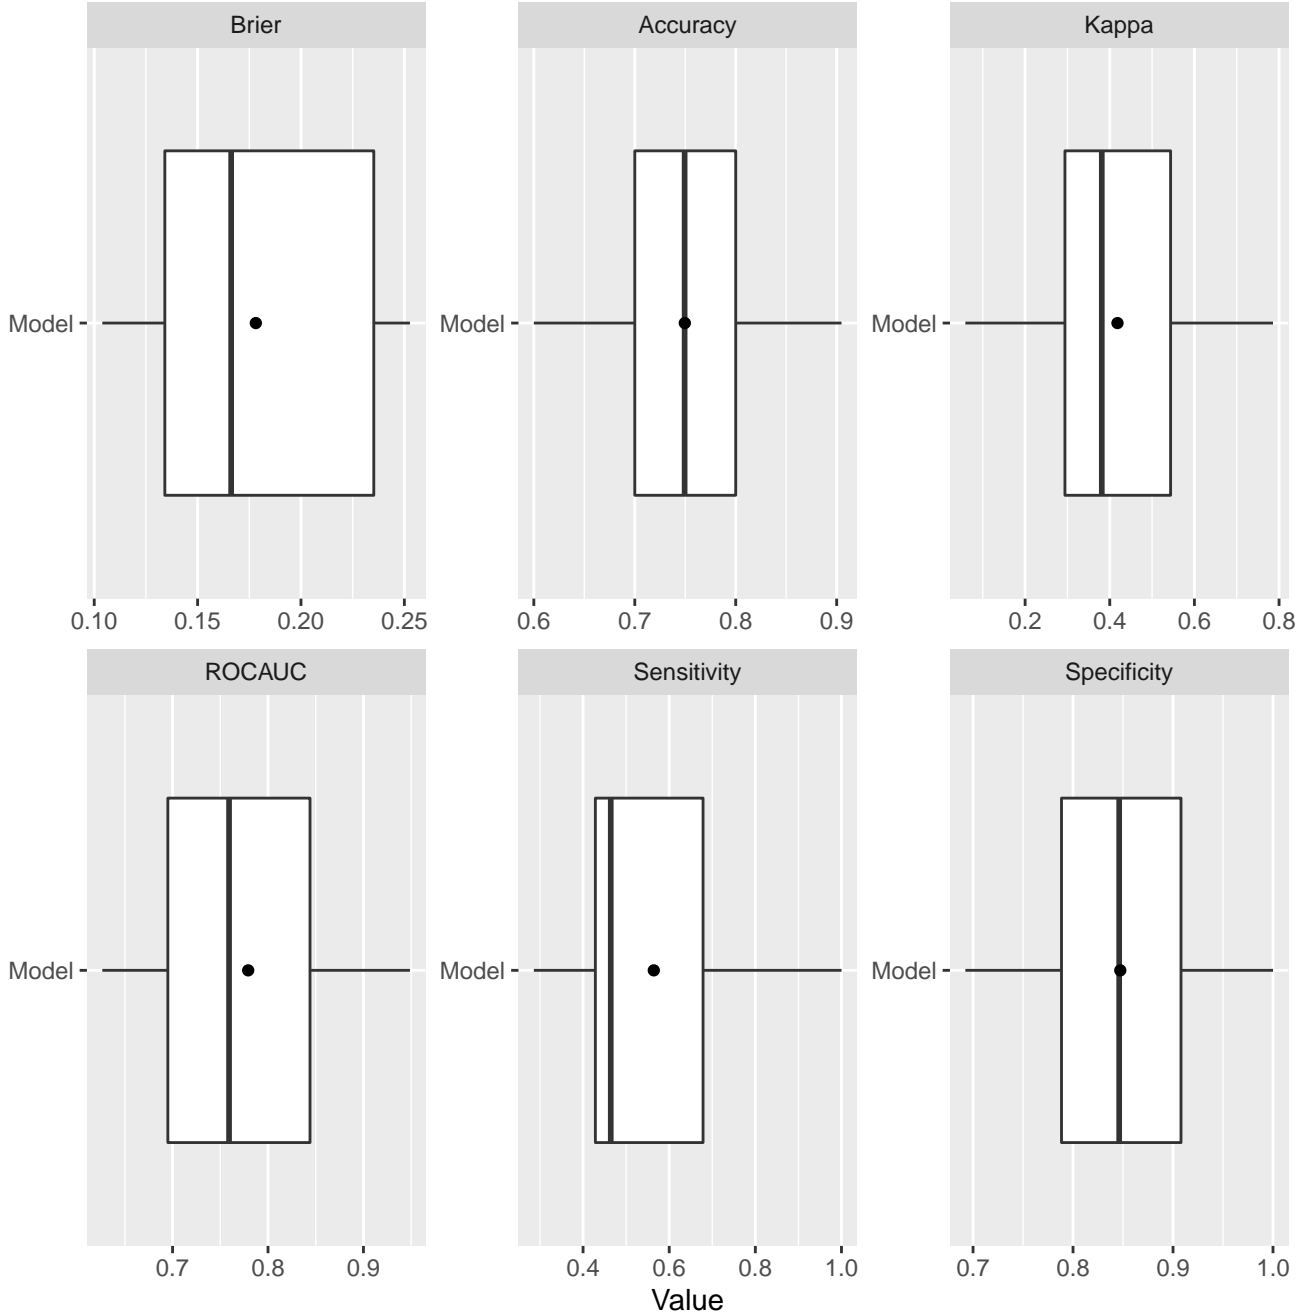 Brier Accuracy Kappa
Model Model Model
0.10 0.15 0.20 0.25 0.6 0.7 0.8 0.9 0.2 0.4 0.6 0.8
ROCAUC Sensitivity Specificity
Model Model Model
0.7 0.8 0.9 0.4 0.6 0.8 1.0 0.7 0.8 0.9 1.0
Value